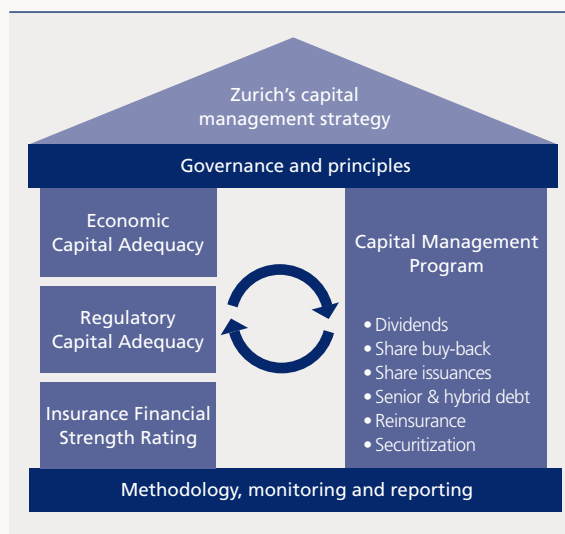 Zurich’s capital
management strategy
Governance and principles
Economic
Capital Adequacy
Regulatory
Capital Adequacy
Insurance Financial
Strength Rating
Capital Management
Program
• Dividends
• Share buy-back
• Share issuances
• Senior & hybrid debt
• Reinsurance
• Securitization
Methodology, monitoring and reporting